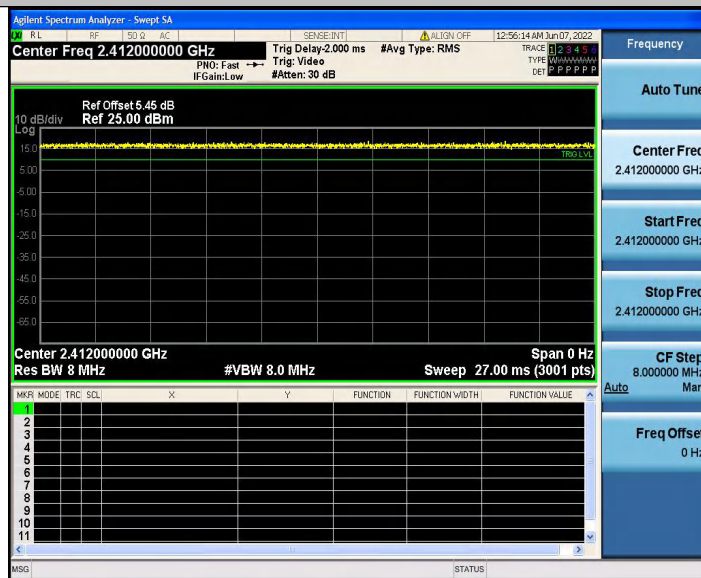 Agilent Spectrum Analyzer - Swept SA
RL RF 50 Ω AC SENSE:INT ALIGN OFF 12:56:14 AM Jun 07, 2022
Center Freq 2.412000000 GHz
PNO: Fast
IFGain:Low
Trig Delay-2.000 ms
Trig: Video
#Atten: 30 dB
#Avg Type: RMS
TRACE 1 2 3 4 5 6
TYPE
DET P P P P P P
Ref Offset 5.45 dB
10 dB/div Ref 25.00 dBm
Log
15.0
TRIG LVL
5.00
-5.00
-15.0
-25.0
-35.0
-45.0
-55.0
-65.0
Center 2.412000000 GHz Span 0 Hz
Res BW 8 MHz #VBW 8.0 MHz Sweep 27.00 ms (3001 pts)
MKR MODE TRC SCL X Y FUNCTION FUNCTION WIDTH FUNCTION VALUE
1
2
3
4
5
6
7
8
9
10
11
MSG STATUS
Frequency
Auto Tune
Center Freq
2.412000000 GHz
Start Freq
2.412000000 GHz
Stop Freq
2.412000000 GHz
CF Step
8.000000 MHz
Auto Man
Freq Offset
0 Hz